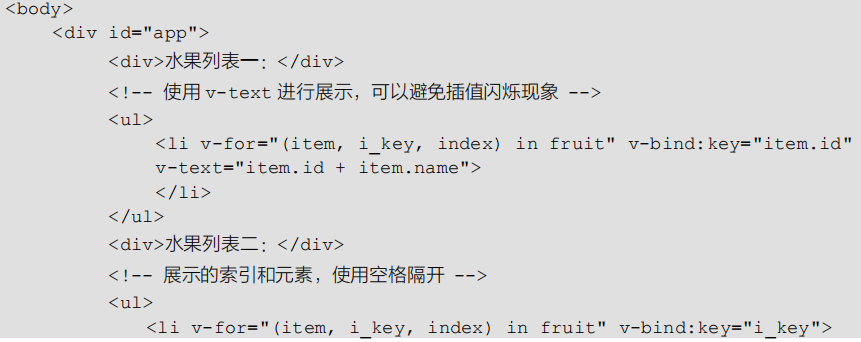 <body>
<div id="app">
<div>水果列表一：</div>
<!-- 使用 v-text 进行展示，可以避免插值闪烁现象 -->
<ul>
<li v-for="(item, i_key, index) in fruit" v-bind:key="item.id"
v-text="item.id + item.name">
</li>
</ul>
<div>水果列表二：</div>
<!-- 展示的索引和元素，使用空格隔开 -->
<ul>
<li v-for="(item, i_key, index) in fruit" v-bind:key="i_key">